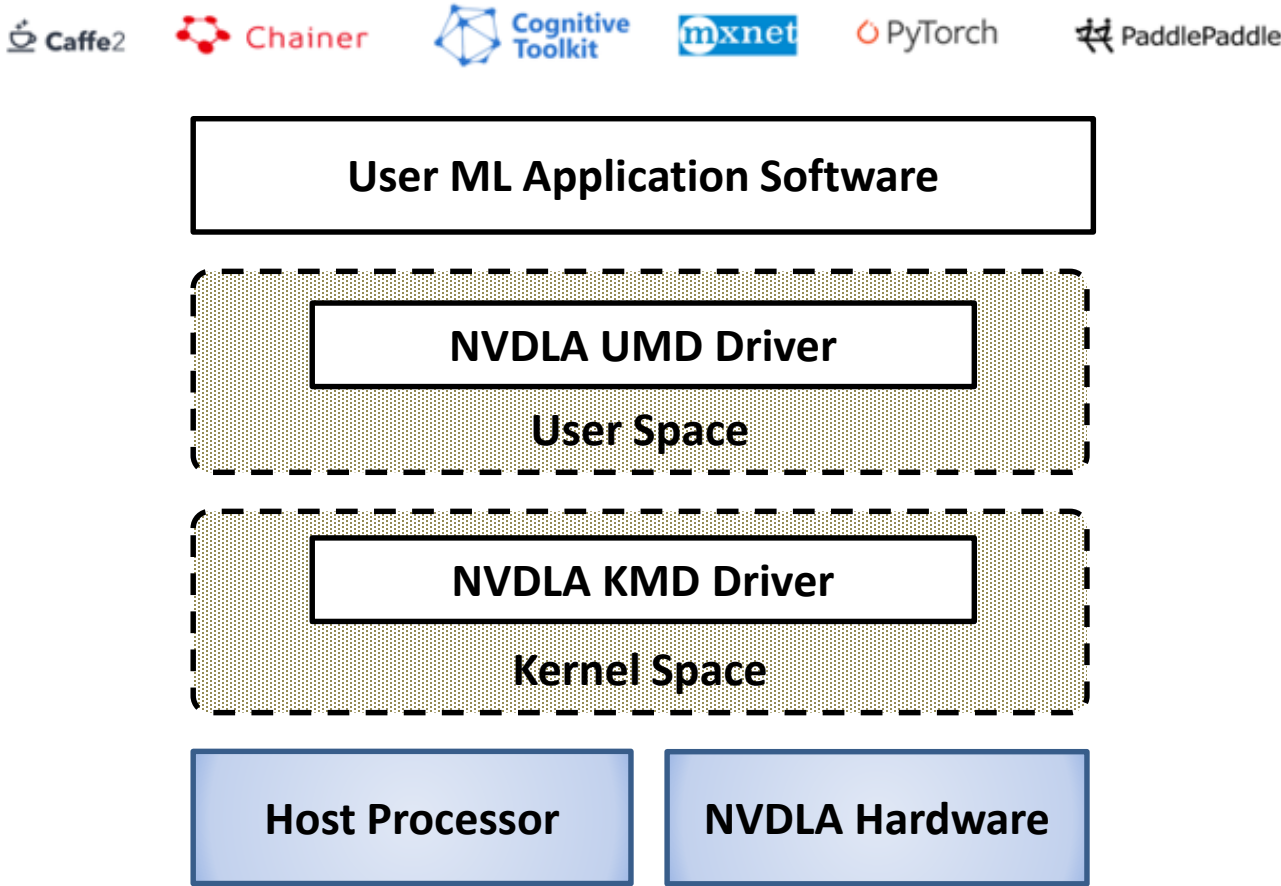 Caffe2 Chainer Cognitive Toolkit mxnet PyTorch PaddlePaddle
User ML Application Software
NVDLA UMD Driver
User Space
NVDLA KMD Driver
Kernel Space
Host Processor NVDLA Hardware